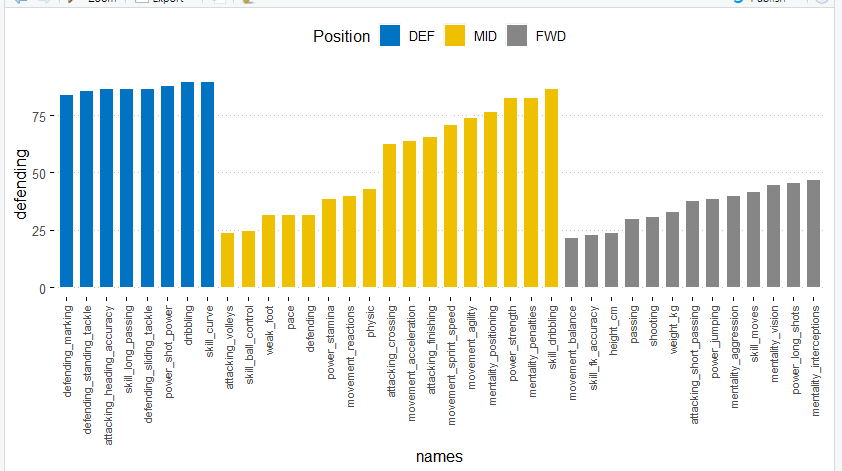 Zoom Export Publish
Position DEF MID FWD
defending
75
50
25
0
defending_marking
defending_standing_tackle
attacking_heading_accuracy
skill_long_passing
defending_sliding_tackle
power_shot_power
dribbling
skill_curve
attacking_volleys
skill_ball_control
weak_foot
pace
defending
power_stamina
movement_reactions
physic
attacking_crossing
movement_acceleration
attacking_finishing
movement_sprint_speed
movement_agility
mentality_positioning
power_strength
mentality_penalties
skill_dribbling
movement_balance
skill_fk_accuracy
height_cm
passing
shooting
weight_kg
attacking_short_passing
power_jumping
mentality_aggression
skill_moves
mentality_vision
power_long_shots
mentality_interceptions
names